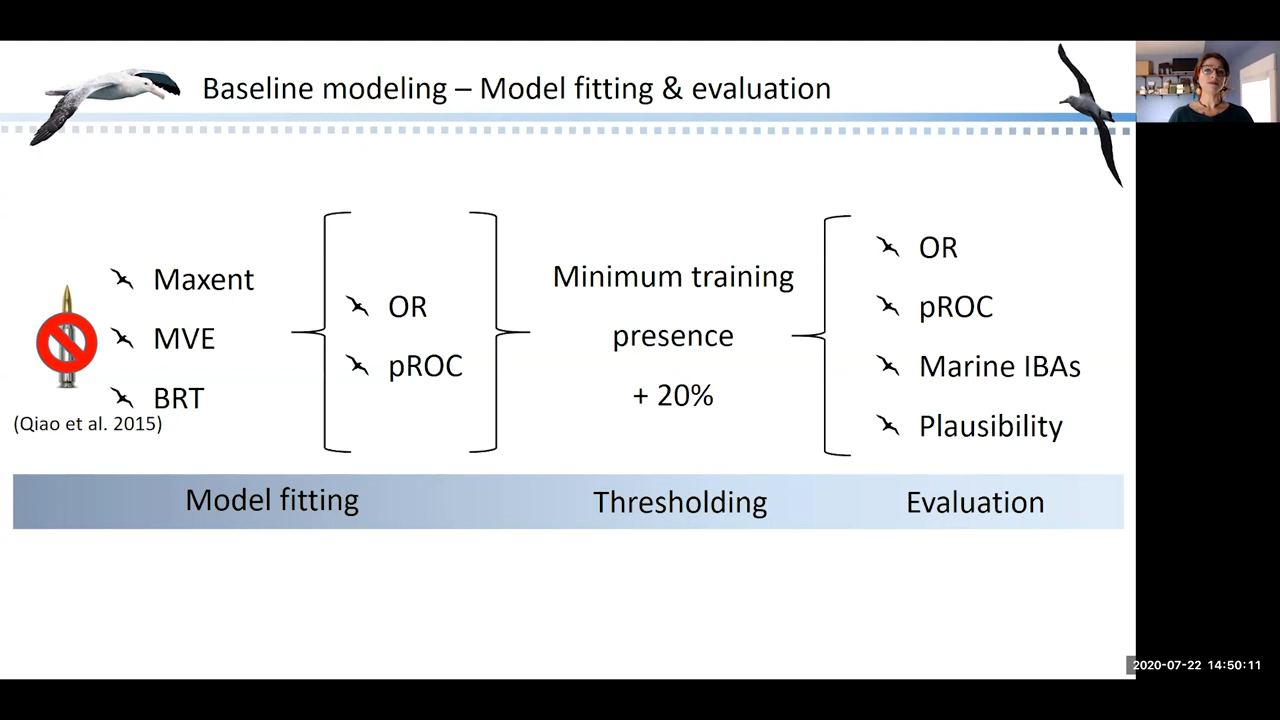 Baseline modeling – Model fitting & evaluation
Maxent
MVE
BRT
(Qiao et al. 2015)
OR
pROC
Minimum training
presence
+ 20%
OR
pROC
Marine IBAs
Plausibility
Model fitting
Thresholding
Evaluation
2020-07-22 14:50:11